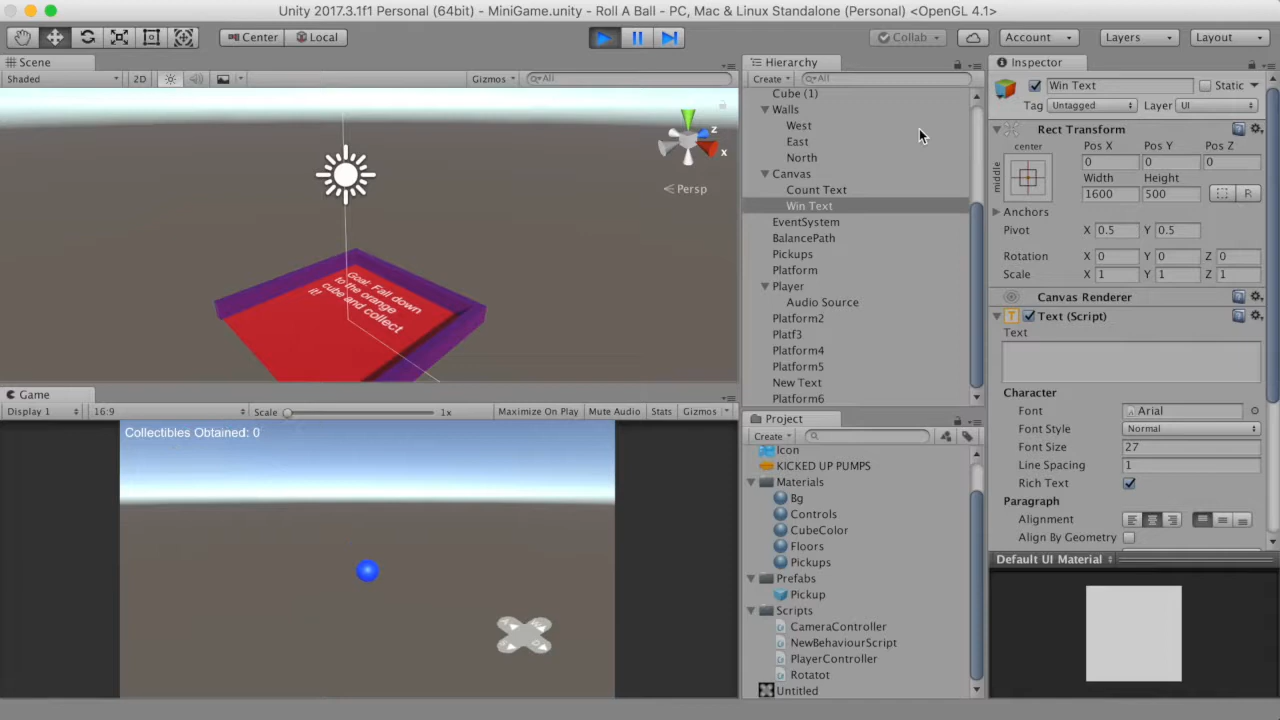 Unity 2017.3.1f1 Personal (64bit) - MiniGame.unity - Roll A Ball - PC, Mac & Linux Standalone (Personal) <OpenGL 4.1>
Center Local Collab Account Layers Layout
Scene
Shaded 2D Gizmos All
y
z
x
Persp
Goal: Fall down
to the orange
cube and collect
it!
Game
Display 1 16:9 Scale 1x Maximize On Play Mute Audio Stats Gizmos
Collectibles Obtained: 0
Hierarchy
Create All
Cube (1)
Walls
West
East
North
Canvas
Count Text
Win Text
EventSystem
BalancePath
Pickups
Platform
Player
Audio Source
Platform2
Platf3
Platform4
Platform5
New Text
Platform6
Project
Create
Icon
KICKED UP PUMPS
Materials
Bg
Controls
CubeColor
Floors
Pickups
Prefabs
Pickup
Scripts
CameraController
NewBehaviourScript
PlayerController
Rotatot
Untitled
Inspector
Win Text Static
Tag Untagged Layer UI
Rect Transform
center Pos X Pos Y Pos Z
middle 0 0 0
Width Height
1600 500 R
Anchors
Pivot X 0.5 Y 0.5
Rotation X 0 Y 0 Z 0
Scale X 1 Y 1 Z 1
Canvas Renderer
T Text (Script)
Text
Character
Font Arial
Font Style Normal
Font Size 27
Line Spacing 1
Rich Text
Paragraph
Alignment
Align By Geometry
Default UI Material